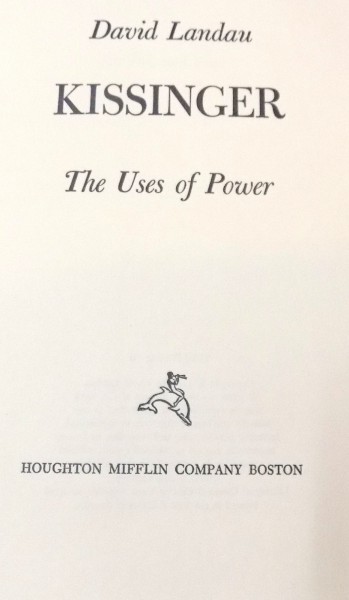 David Landau
KISSINGER
The Uses of Power
HOUGHTON MIFFLIN COMPANY BOSTON